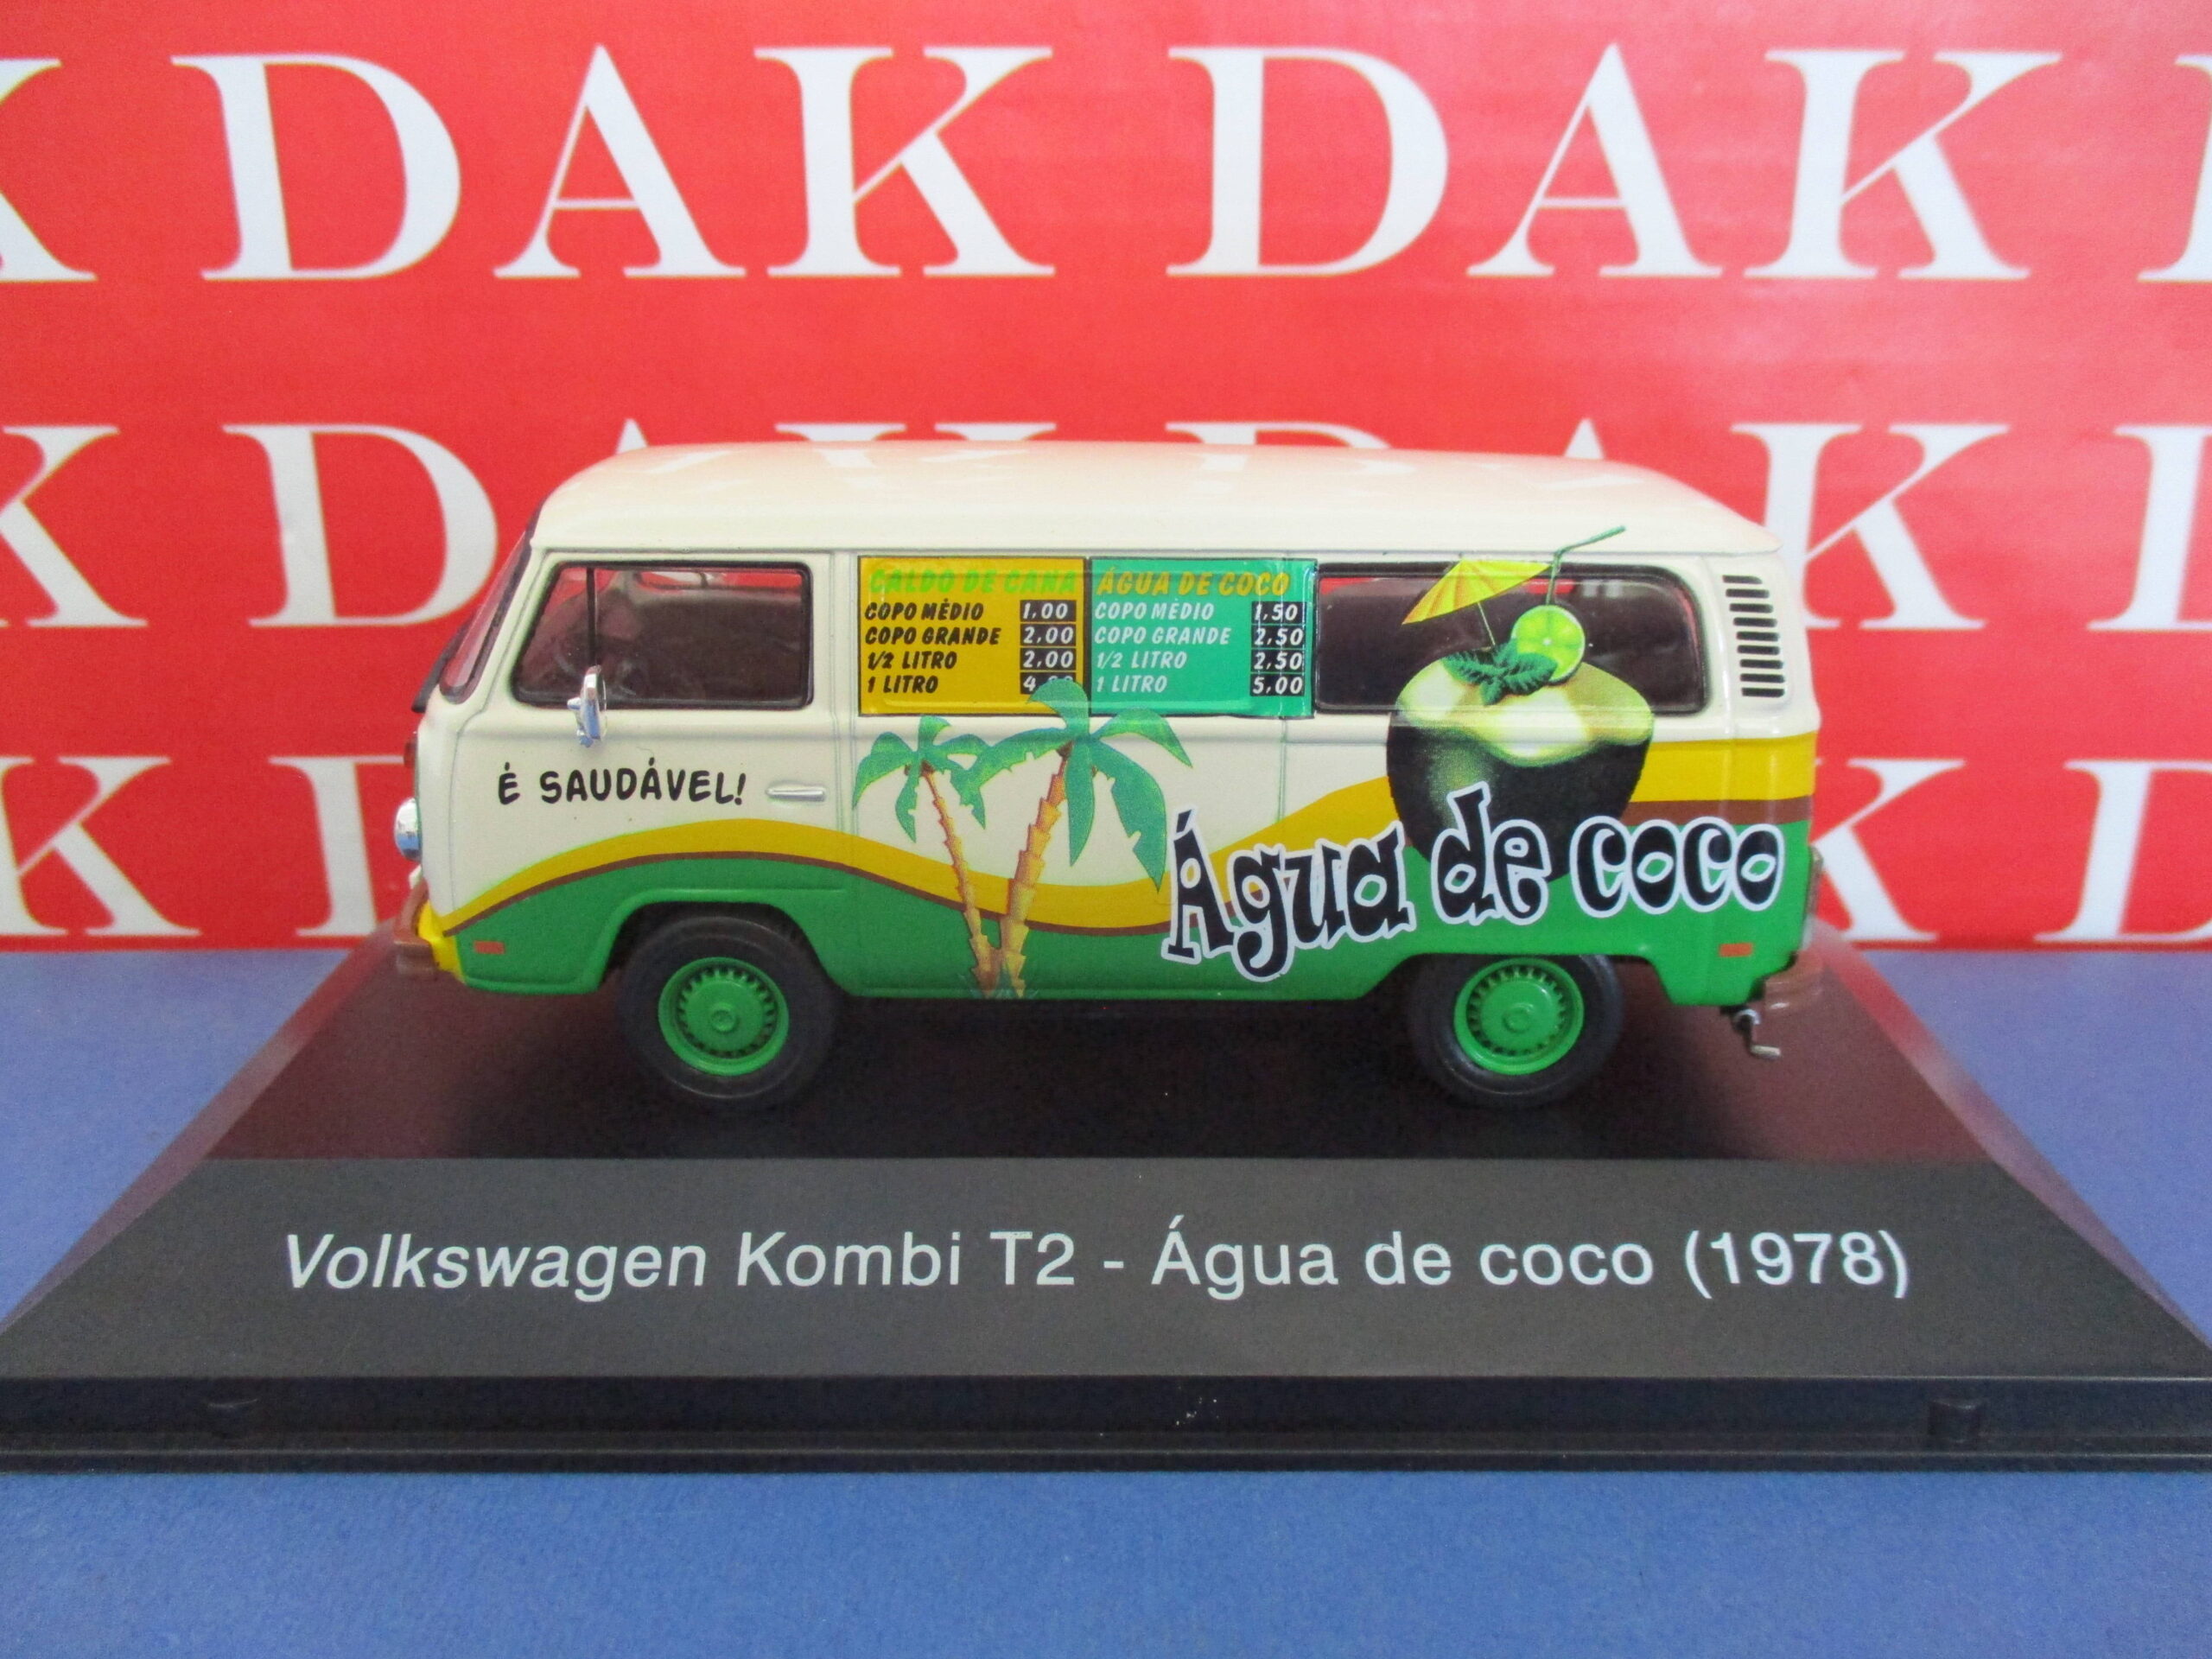 K DAK DAK D
K DAK DAK D
CALDO DE CANA
COPO MÉDIO 1,00
COPO GRANDE 2,00
1/2 LITRO 2,00
1 LITRO
ÁGUA DE COCO
COPO MÉDIO 1,50
COPO GRANDE 2,50
1/2 LITRO 2,50
1 LITRO 5,00
É SAUDÁVEL!
Água de coco
K D K D
Volkswagen Kombi T2 - Água de coco (1978)